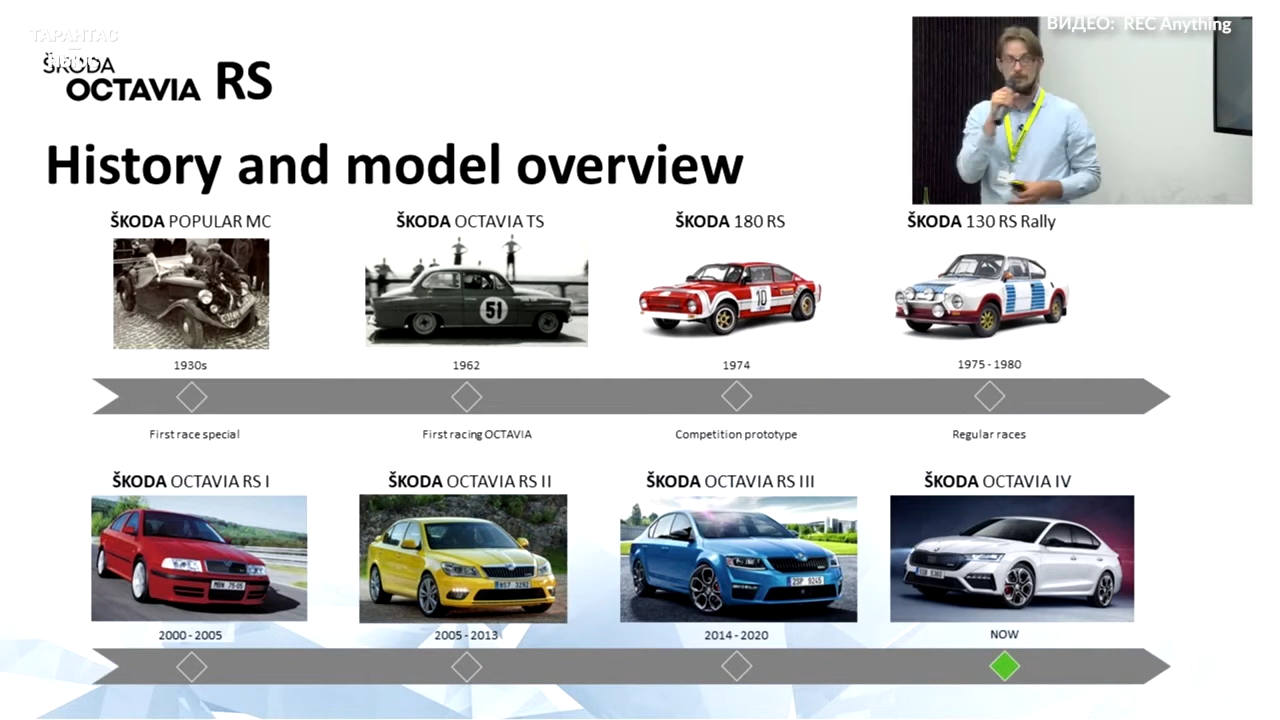 ТАРАНТАС
ВИДЕО: REC Anything
ŠKODA
OCTAVIA RS
History and model overview
ŠKODA POPULAR MC
ŠKODA OCTAVIA TS
ŠKODA 180 RS
ŠKODA 130 RS Rally
51
10
1930s
1962
1974
1975 - 1980
First race special
First racing OCTAVIA
Competition prototype
Regular races
ŠKODA OCTAVIA RS I
ŠKODA OCTAVIA RS II
ŠKODA OCTAVIA RS III
ŠKODA OCTAVIA IV
2000 - 2005
2005 - 2013
2014 - 2020
NOW